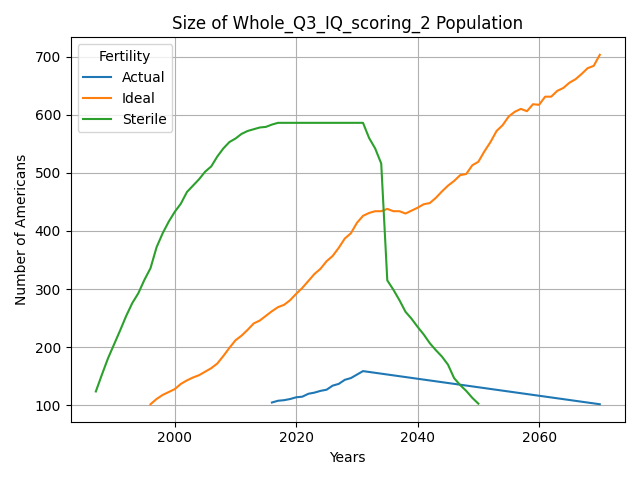 Size of Whole_Q3_IQ_scoring_2 Population
Fertility
Actual
Ideal
Sterile
Number of Americans
700
600
500
400
300
200
100
2000
2020
2040
2060
Years